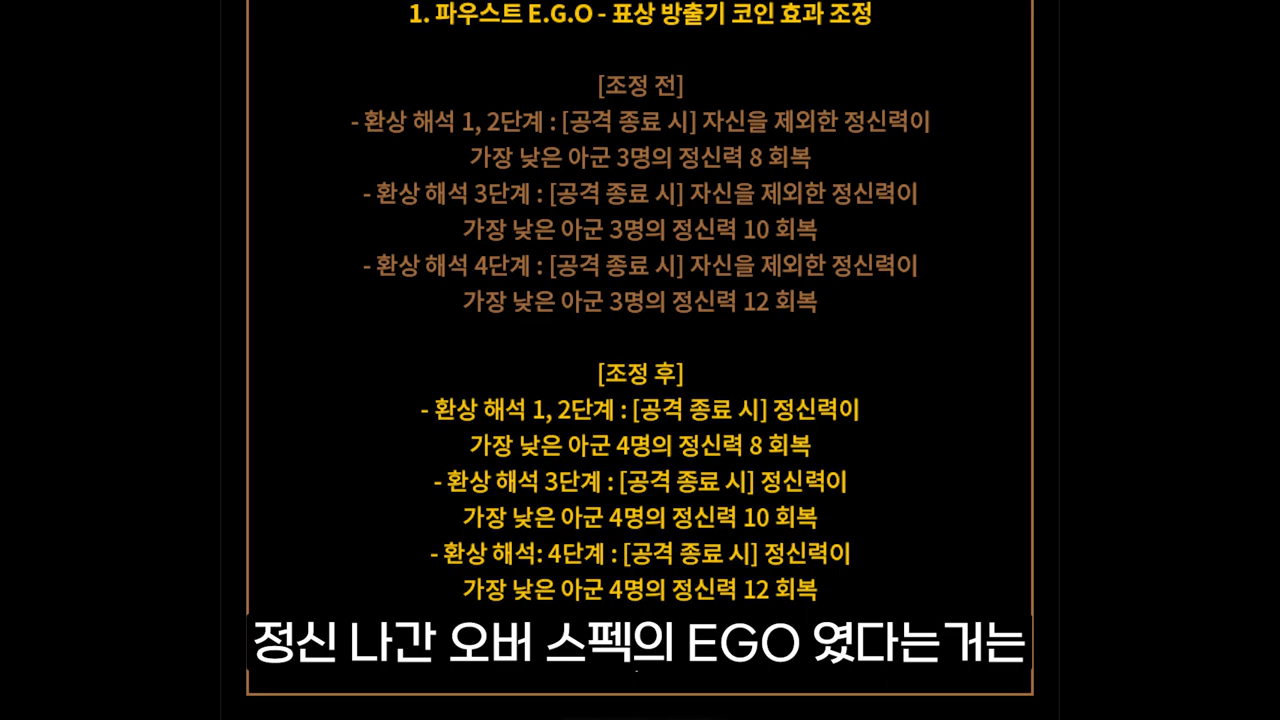 1. 파우스트 E.G.O - 표상 방출기 코인 효과 조정
[조정 전]
- 환상 해석 1, 2단계 : [공격 종료 시] 자신을 제외한 정신력이
가장 낮은 아군 3명의 정신력 8 회복
- 환상 해석 3단계 : [공격 종료 시] 자신을 제외한 정신력이
가장 낮은 아군 3명의 정신력 10 회복
- 환상 해석 4단계 : [공격 종료 시] 자신을 제외한 정신력이
가장 낮은 아군 3명의 정신력 12 회복
[조정 후]
- 환상 해석 1, 2단계 : [공격 종료 시] 정신력이
가장 낮은 아군 4명의 정신력 8 회복
- 환상 해석 3단계 : [공격 종료 시] 정신력이
가장 낮은 아군 4명의 정신력 10 회복
- 환상 해석: 4단계 : [공격 종료 시] 정신력이
가장 낮은 아군 4명의 정신력 12 회복
정신 나간 오버 스펙의 EGO 였다는거는